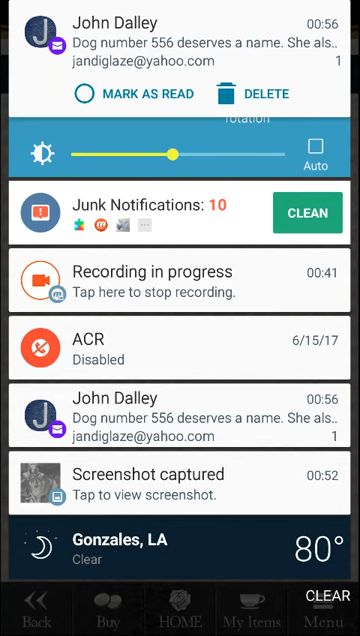 John Dalley 00:56
Dog number 556 deserves a name. She als..
jandiglaze@yahoo.com 1
MARK AS READ DELETE
rotation
Auto
Junk Notifications: 10
CLEAN
Recording in progress 00:41
Tap here to stop recording.
ACR 6/15/17
Disabled
John Dalley 00:56
Dog number 556 deserves a name. She als..
jandiglaze@yahoo.com 1
Screenshot captured 00:52
Tap to view screenshot.
Gonzales, LA 80°
Clear
CLEAR
Back Buy HOME My Items Menu